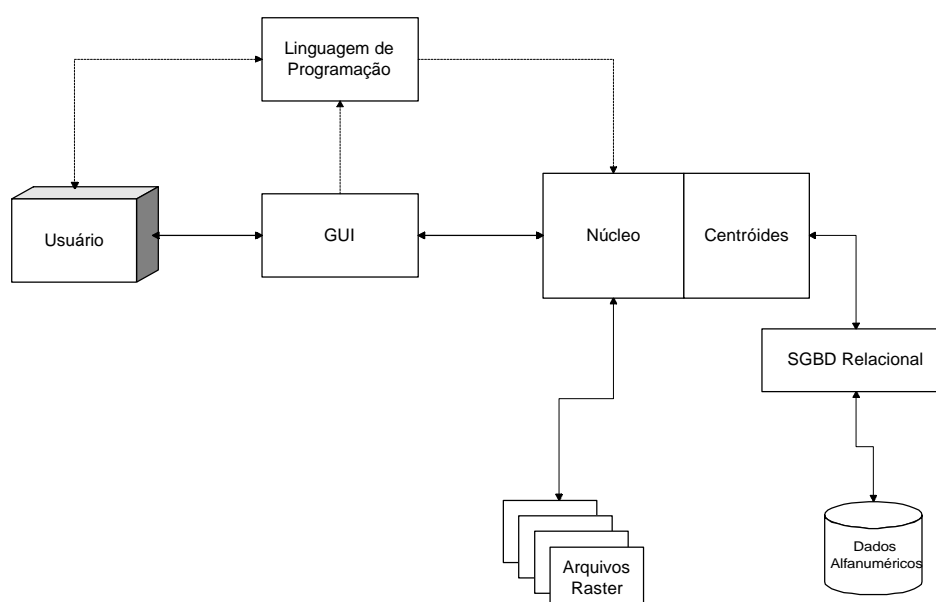 Linguagem de
Programação
Usuário
GUI
Núcleo
Centróides
SGBD Relacional
Arquivos
Raster
Dados
Alfanuméricos